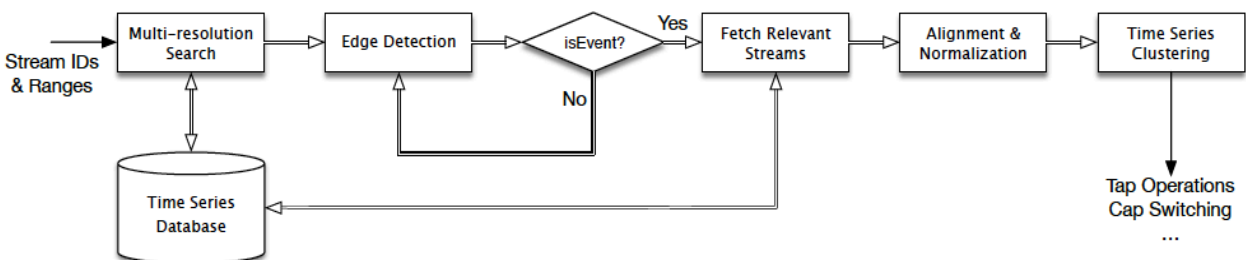 Stream IDs
& Ranges
Multi-resolution
Search
Edge Detection
isEvent?
Yes
No
Fetch Relevant
Streams
Alignment &
Normalization
Time Series
Clustering
Time Series
Database
Tap Operations
Cap Switching
...